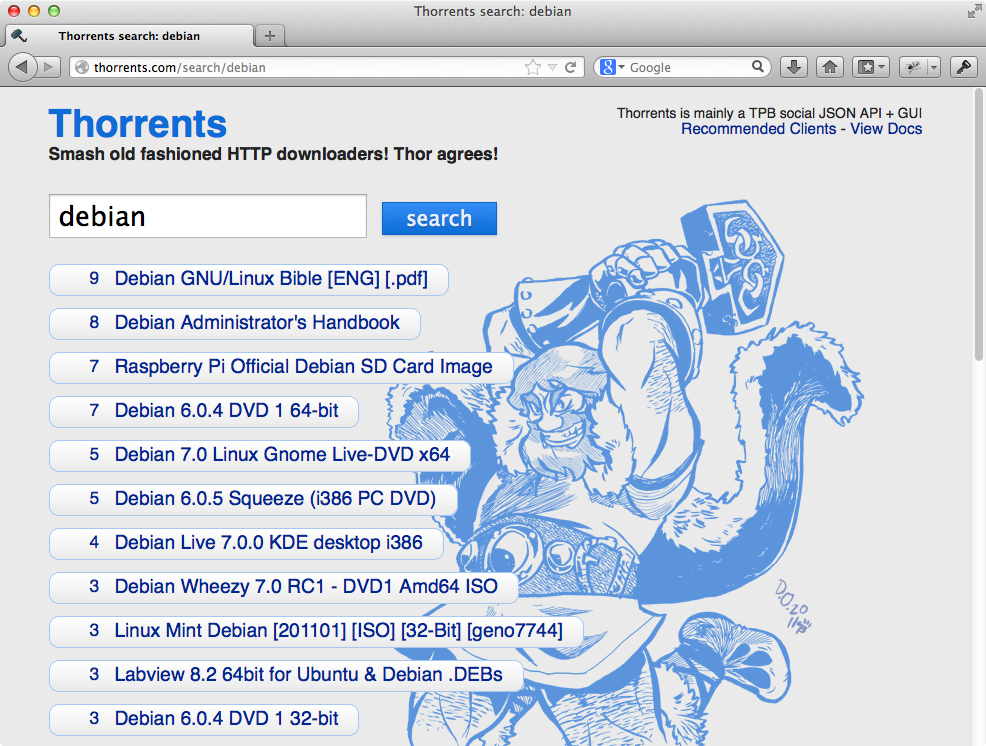 Thorrents search: debian
Thorrents search: debian
thorrents.com/search/debian
Google
Thorrents
Smash old fashioned HTTP downloaders! Thor agrees!
Thorrents is mainly a TPB social JSON API + GUI
Recommended Clients - View Docs
debian
search
9 Debian GNU/Linux Bible [ENG] [.pdf]
8 Debian Administrator's Handbook
7 Raspberry Pi Official Debian SD Card Image
7 Debian 6.0.4 DVD 1 64-bit
5 Debian 7.0 Linux Gnome Live-DVD x64
5 Debian 6.0.5 Squeeze (i386 PC DVD)
4 Debian Live 7.0.0 KDE desktop i386
3 Debian Wheezy 7.0 RC1 - DVD1 Amd64 ISO
3 Linux Mint Debian [201101] [ISO] [32-Bit] [geno7744]
3 Labview 8.2 64bit for Ubuntu & Debian .DEBs
3 Debian 6.0.4 DVD 1 32-bit